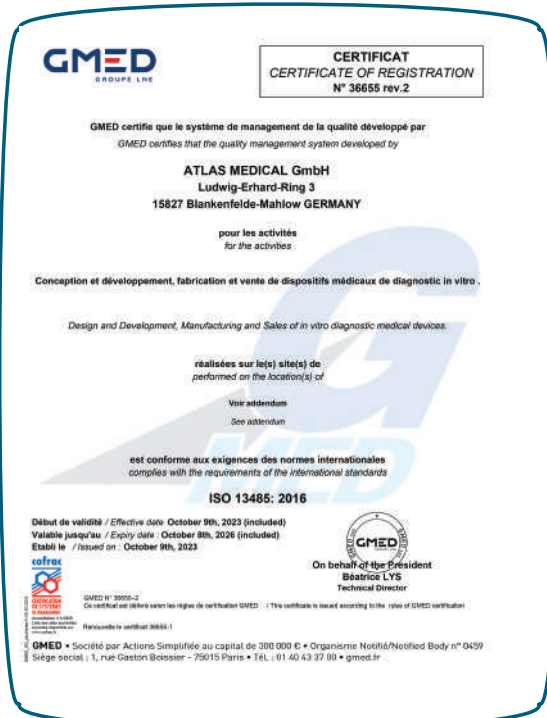 GMED
GROUPE LNE
CERTIFICAT
CERTIFICATE OF REGISTRATION
N° 36655 rev.2
GMED certifie que le système de management de la qualité développé par
GMED certifies that the quality management system developed by
ATLAS MEDICAL GmbH
Ludwig-Erhard-Ring 3
15827 Blankenfelde-Mahlow GERMANY
pour les activités
for the activities
Conception et développement, fabrication et vente de dispositifs médicaux de diagnostic in vitro .
Design and Development, Manufacturing and Sales of in vitro diagnostic medical devices.
réalisées sur le(s) site(s) de
performed on the location(s) of
Voir addendum
See addendum
est conforme aux exigences des normes internationales
complies with the requirements of the international standards
ISO 13485: 2016
Début de validité / Effective date October 9th, 2023 (included)
Valable jusqu'au / Expiry date : October 8th, 2026 (included)
Etabli le / Issued on : October 9th, 2023
GMED
On behalf of the President
Béatrice LYS
Technical Director
cofrac
CERTIFICATION
DE SYSTEMES
DE MANAGEMENT
GMED N° 36655-2
Ce certificat est délivré selon les règles de certification GMED / This certificate is issued according to the rules of GMED certification
Renouvelle le certificat 36655-1
GMED • Société par Actions Simplifiée au capital de 300 000 € • Organisme Notifié/Notified Body n° 0459
Siège social : 1, rue Gaston Boissier - 75015 Paris • Tél. : 01 40 43 37 00 • gmed.fr